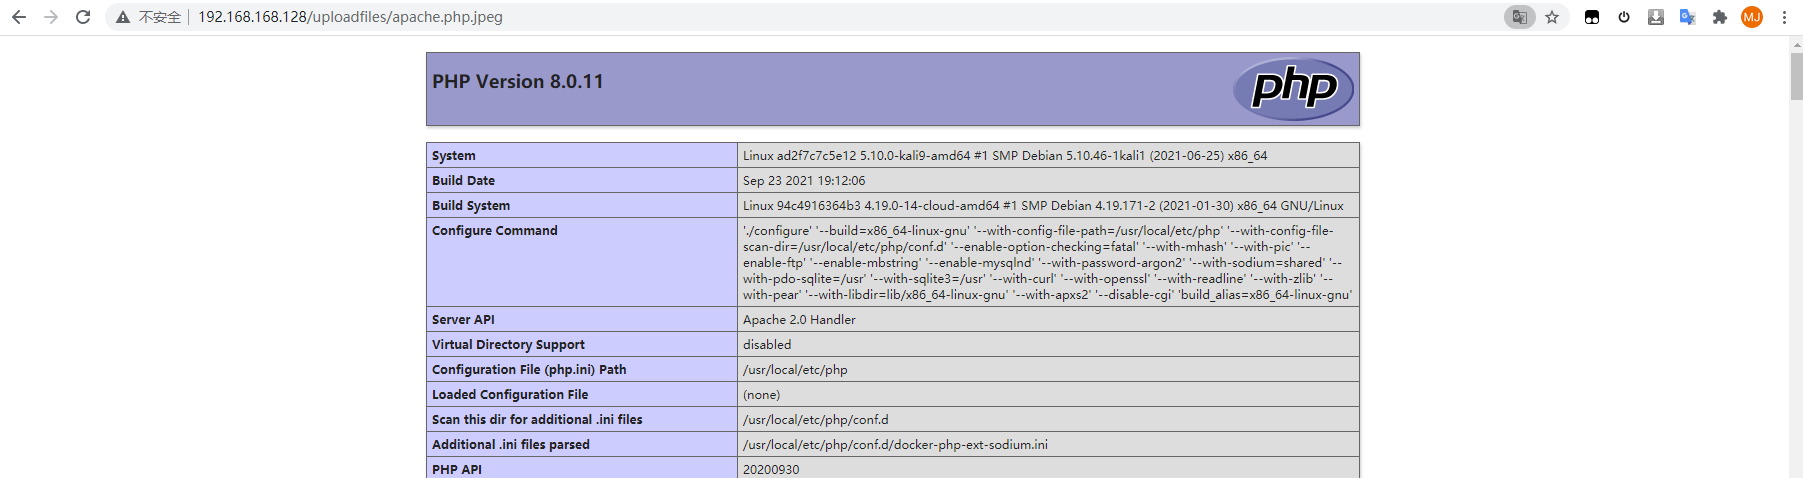 不安全 192.168.168.128/uploadfiles/apache.php.jpeg
MJ
PHP Version 8.0.11
php
System Linux ad2f7c7c5e12 5.10.0-kali9-amd64 #1 SMP Debian 5.10.46-1kali1 (2021-06-25) x86_64
Build Date Sep 23 2021 19:12:06
Build System Linux 94c4916364b3 4.19.0-14-cloud-amd64 #1 SMP Debian 4.19.171-2 (2021-01-30) x86_64 GNU/Linux
Configure Command './configure' '--build=x86_64-linux-gnu' '--with-config-file-path=/usr/local/etc/php' '--with-config-file-
scan-dir=/usr/local/etc/php/conf.d' '--enable-option-checking=fatal' '--with-mhash' '--with-pic' '--
enable-ftp' '--enable-mbstring' '--enable-mysqlnd' '--with-password-argon2' '--with-sodium=shared' '--
with-pdo-sqlite=/usr' '--with-sqlite3=/usr' '--with-curl' '--with-openssl' '--with-readline' '--with-zlib' '--
with-pear' '--with-libdir=lib/x86_64-linux-gnu' '--with-apxs2' '--disable-cgi' 'build_alias=x86_64-linux-gnu'
Server API Apache 2.0 Handler
Virtual Directory Support disabled
Configuration File (php.ini) Path /usr/local/etc/php
Loaded Configuration File (none)
Scan this dir for additional .ini files /usr/local/etc/php/conf.d
Additional .ini files parsed /usr/local/etc/php/conf.d/docker-php-ext-sodium.ini
PHP API 20200930